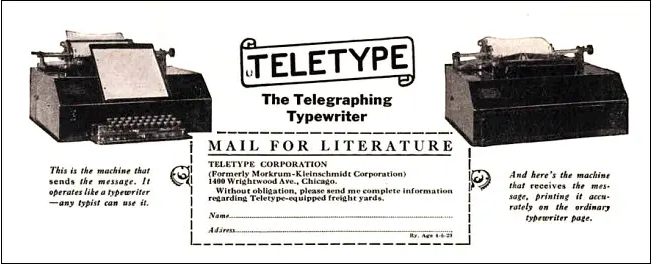 TELETYPE
The Telegraphing
Typewriter
This is the machine that
sends the message. It
operates like a typewriter
—any typist can use it.
MAIL FOR LITERATURE
TELETYPE CORPORATION
(Formerly Morkrum-Kleinschmidt Corporation)
1400 Wrightwood Ave., Chicago.
Without obligation, please send me complete information
regarding Teletype-equipped freight yards.
Name
Address
Ry. Age 4-6-29
And here's the machine
that receives the mes-
sage, printing it accu-
rately on the ordinary
typewriter page.